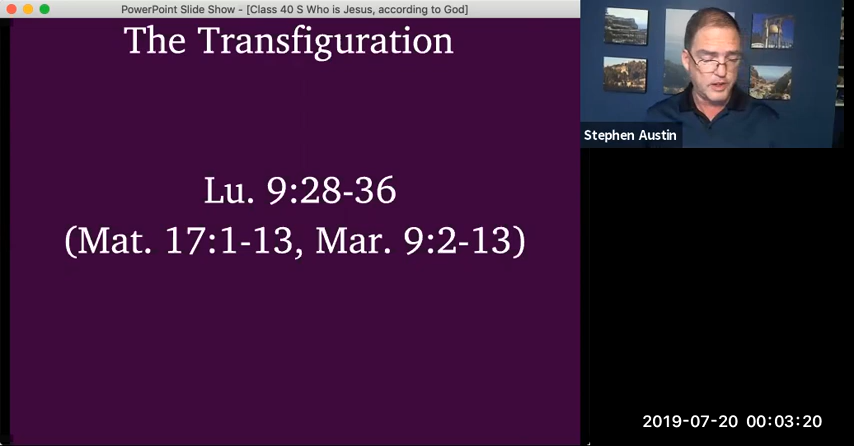 PowerPoint Slide Show - [Class 40 S Who is Jesus, according to God]
The Transfiguration
Lu. 9:28-36
(Mat. 17:1-13, Mar. 9:2-13)
Stephen Austin
2019-07-20 00:03:20